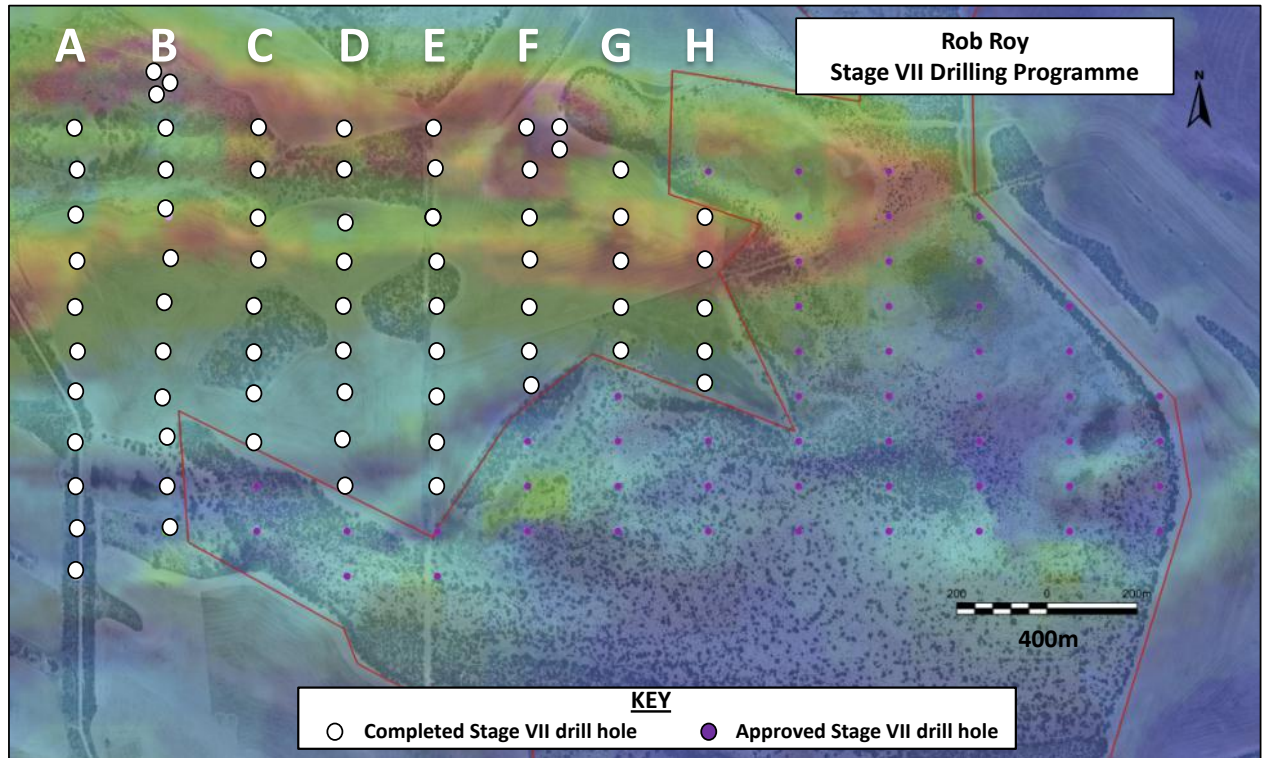 A B C D E F G H
Rob Roy
Stage VII Drilling Programme
N
200 0 200m
400m
KEY
Completed Stage VII drill hole
Approved Stage VII drill hole